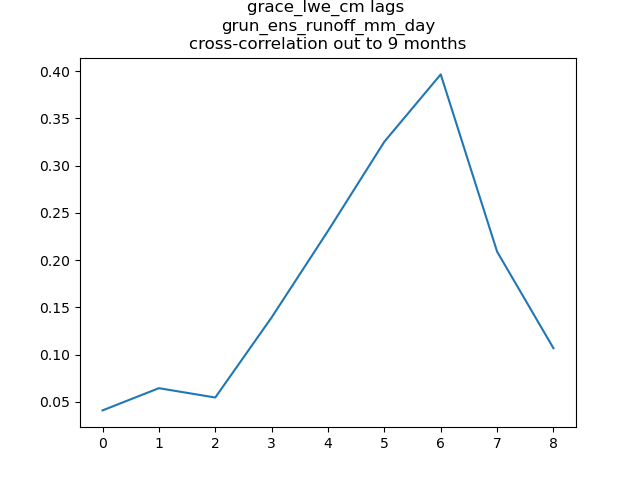 grace_lwe_cm lags
grun_ens_runoff_mm_day
cross-correlation out to 9 months
0.40
0.35
0.30
0.25
0.20
0.15
0.10
0.05
0 1 2 3 4 5 6 7 8